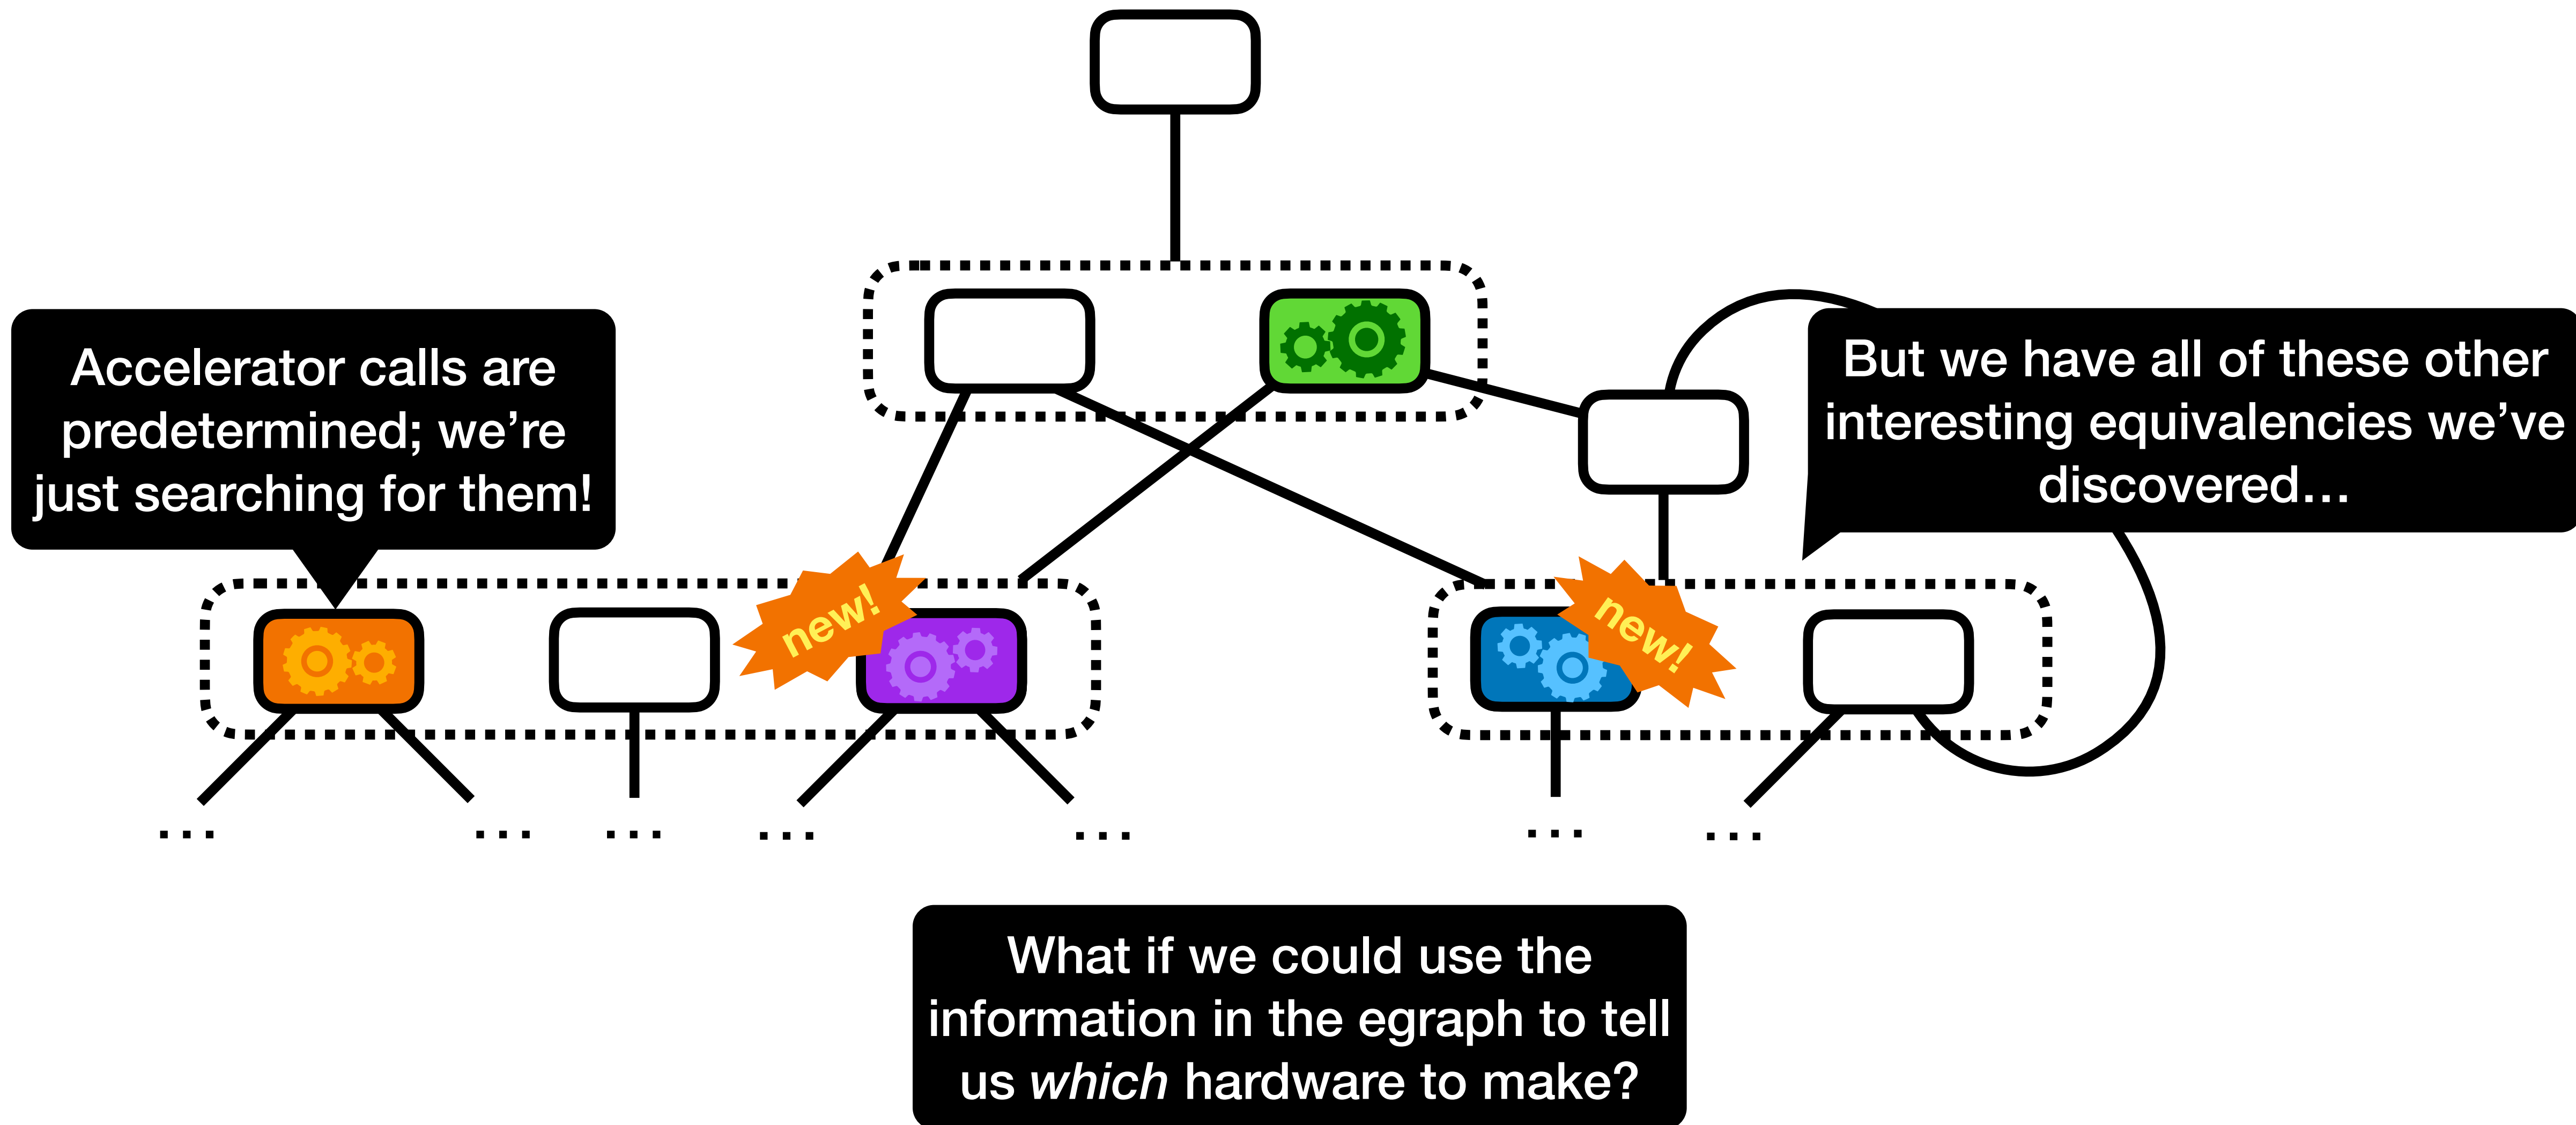 Accelerator calls are
predetermined; we're
just searching for them!
But we have all of these other
interesting equivalencies we've
discovered…
new!
new!
...
...
...
...
...
...
...
What if we could use the
information in the egraph to tell
us which hardware to make?